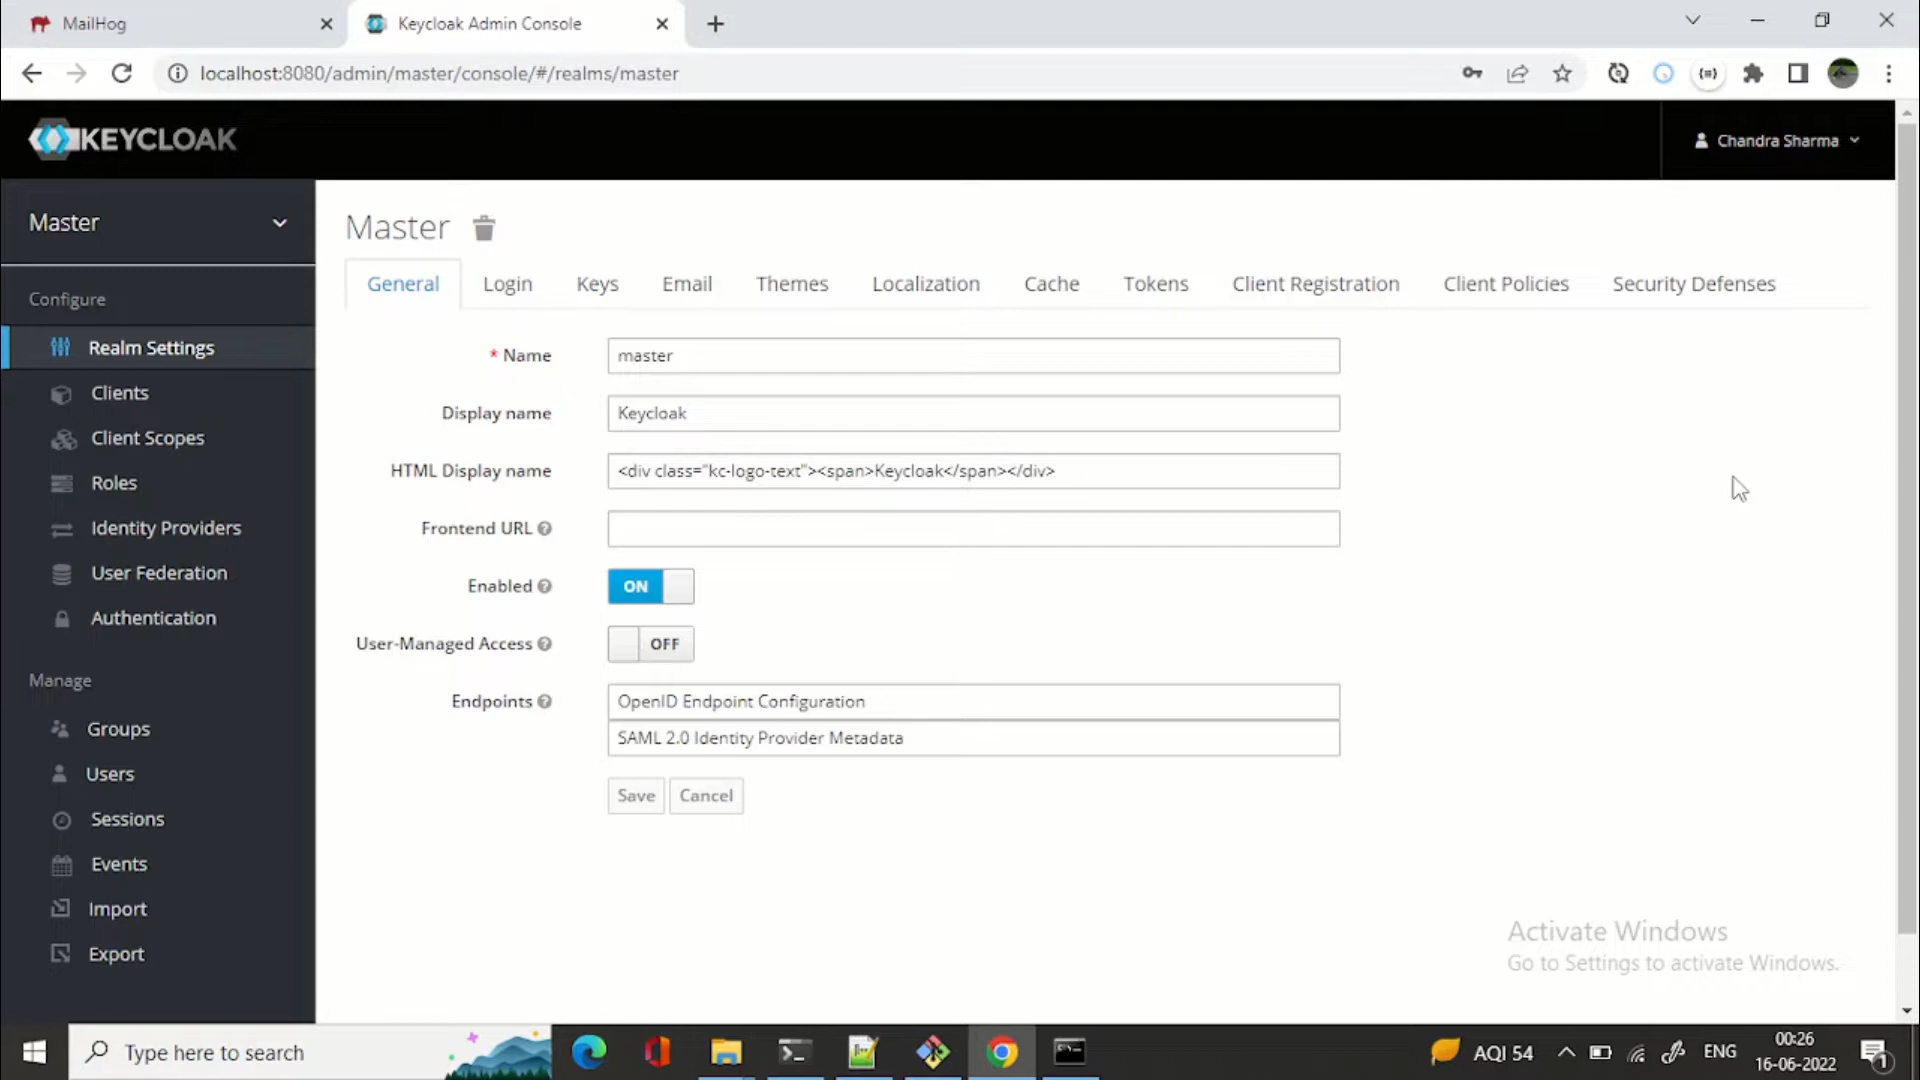 MailHog
Keycloak Admin Console
localhost:8080/admin/master/console/#/realms/master
KEYCLOAK
Chandra Sharma
Master
Configure
Realm Settings
Clients
Client Scopes
Roles
Identity Providers
User Federation
Authentication
Manage
Groups
Users
Sessions
Events
Import
Export
Master
General Login Keys Email Themes Localization Cache Tokens Client Registration Client Policies Security Defenses
* Name master
Display name Keycloak
HTML Display name <div class="kc-logo-text"><span>Keycloak</span></div>
Frontend URL
Enabled ON
User-Managed Access OFF
Endpoints OpenID Endpoint Configuration
SAML 2.0 Identity Provider Metadata
Save Cancel
Activate Windows
Go to Settings to activate Windows.
Type here to search
AQI 54
ENG
00:26
16-06-2022
1